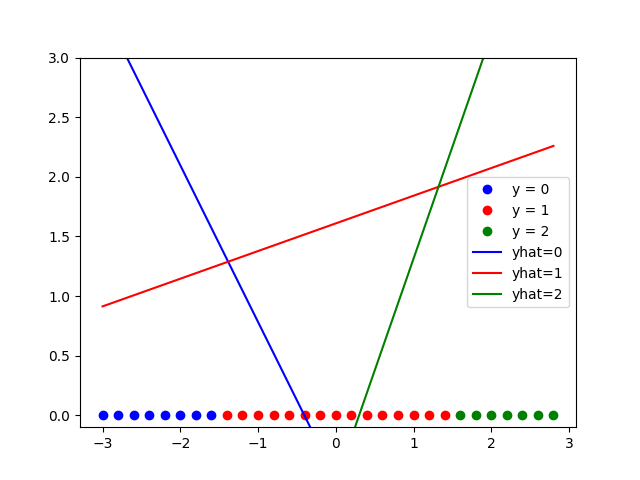 3.0
2.5
2.0
1.5
1.0
0.5
0.0
−3
−2
−1
0
1
2
3
y = 0
y = 1
y = 2
yhat=0
yhat=1
yhat=2